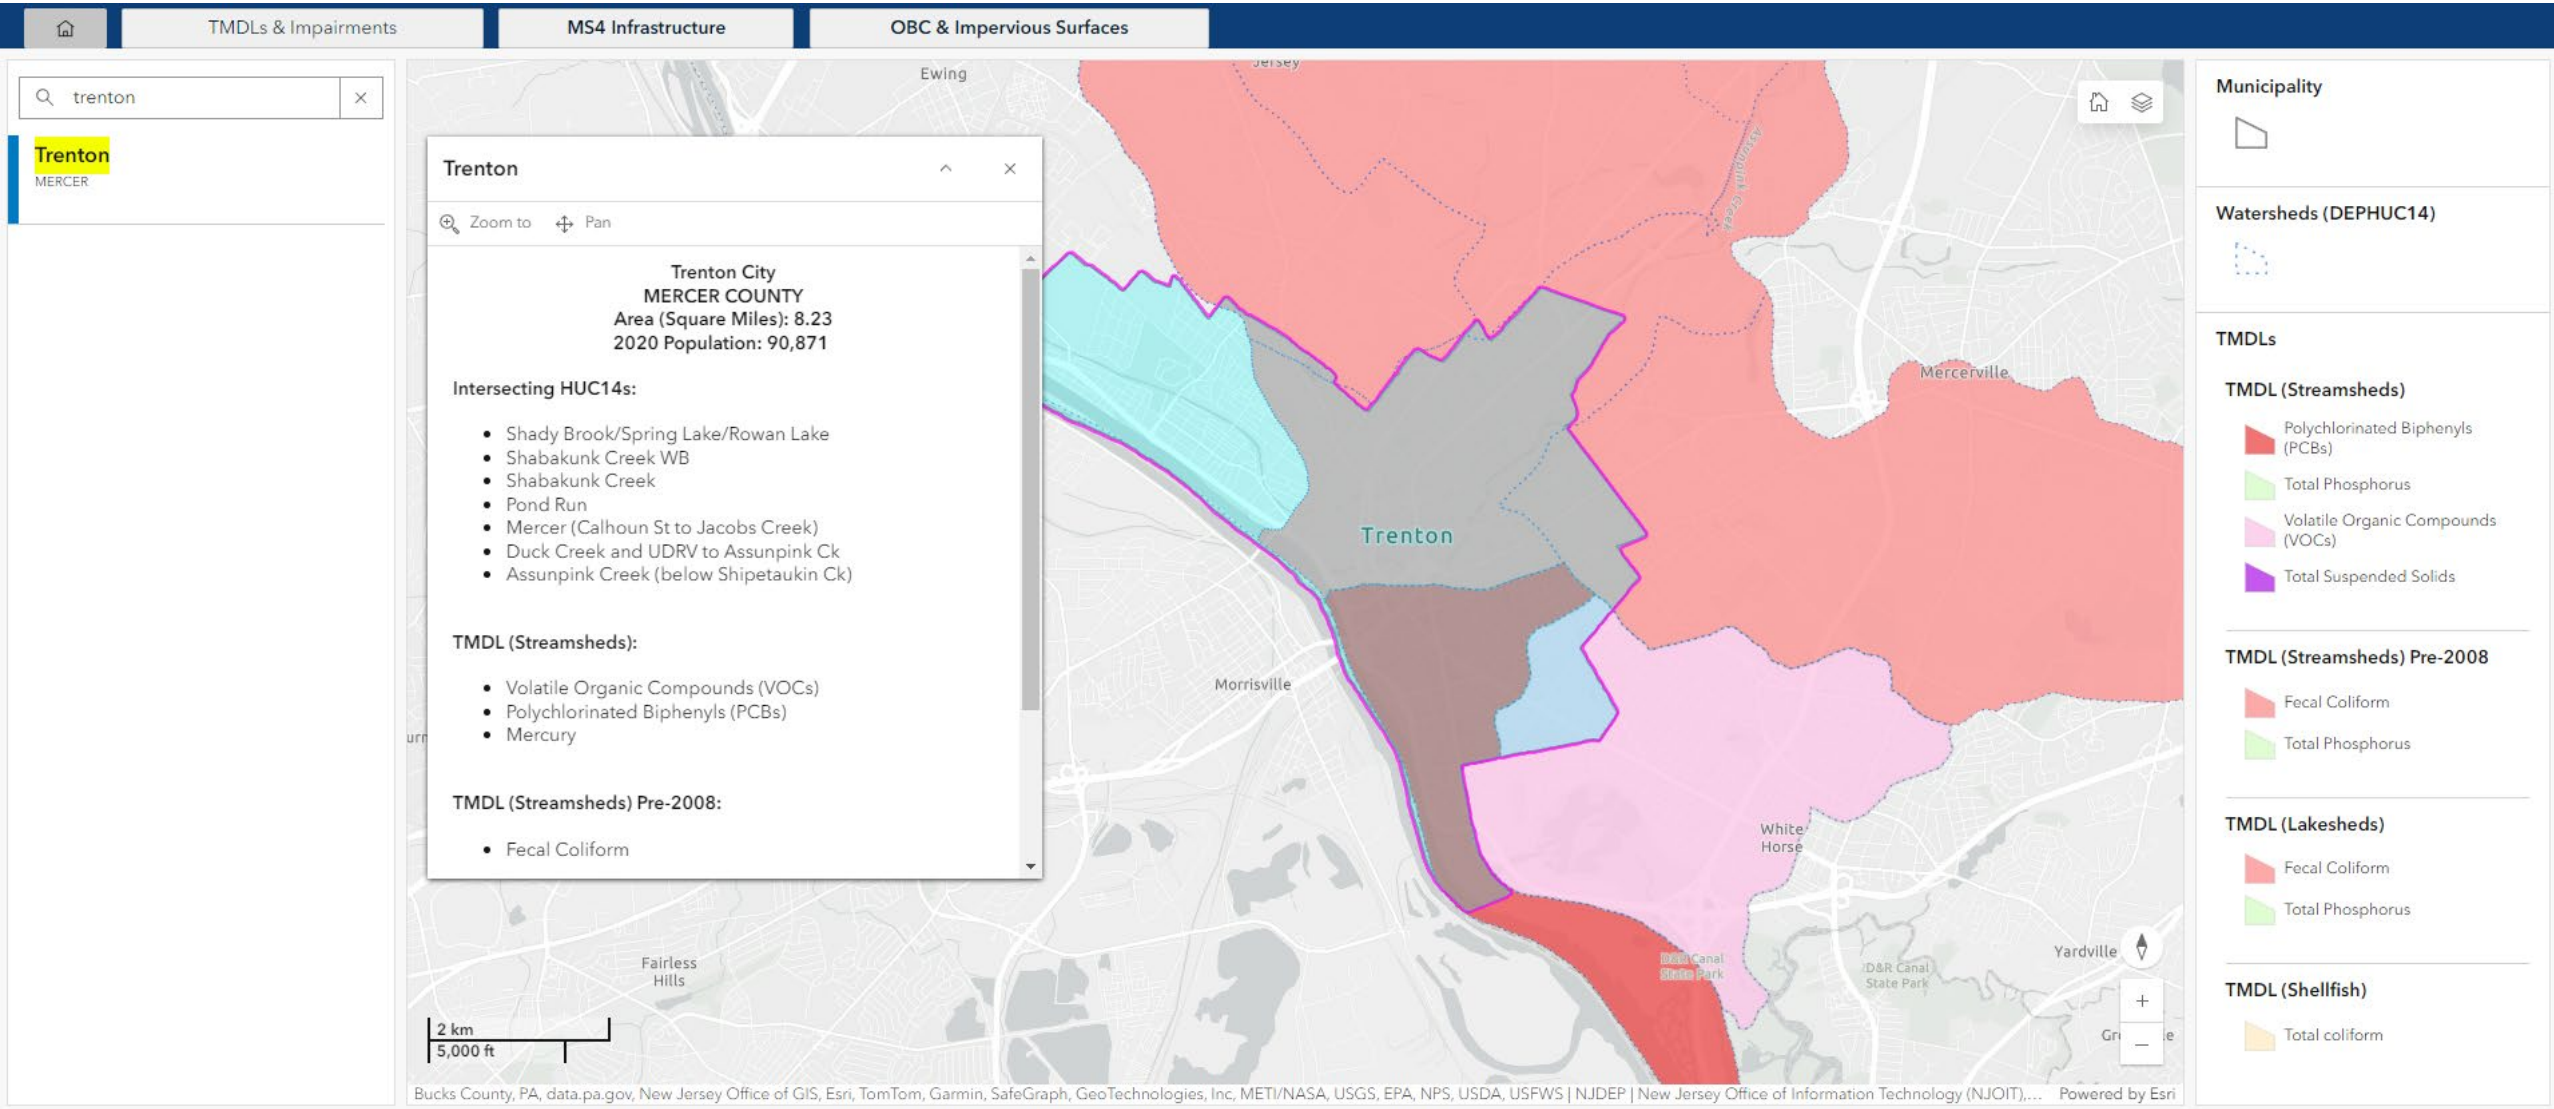 TMDLs & Impairments
MS4 Infrastructure
OBC & Impervious Surfaces
trenton
Trenton
MERCER
Trenton
Zoom to
Pan
Trenton City
MERCER COUNTY
Area (Square Miles): 8.23
2020 Population: 90,871
Intersecting HUC14s:
• Shady Brook/Spring Lake/Rowan Lake
• Shabakunk Creek WB
• Shabakunk Creek
• Pond Run
• Mercer (Calhoun St to Jacobs Creek)
• Duck Creek and UDRV to Assunpink Ck
• Assunpink Creek (below Shipetaukin Ck)
TMDL (Streamsheds):
• Volatile Organic Compounds (VOCs)
• Polychlorinated Biphenyls (PCBs)
• Mercury
TMDL (Streamsheds) Pre-2008:
• Fecal Coliform
Ewing
Jersey
Assunpink Creek
Mercerville
Trenton
Morrisville
White
Horse
D&R Canal
State Park
D&R Canal
State Park
Yardville
Fairless
Hills
2 km
5,000 ft
Bucks County, PA, data.pa.gov, New Jersey Office of GIS, Esri, TomTom, Garmin, SafeGraph, GeoTechnologies, Inc, METI/NASA, USGS, EPA, NPS, USDA, USFWS | NJDEP | New Jersey Office of Information Technology (NJOIT),...
Powered by Esri
Municipality
Watersheds (DEPHUC14)
TMDLs
TMDL (Streamsheds)
Polychlorinated Biphenyls
(PCBs)
Total Phosphorus
Volatile Organic Compounds
(VOCs)
Total Suspended Solids
TMDL (Streamsheds) Pre-2008
Fecal Coliform
Total Phosphorus
TMDL (Lakesheds)
Fecal Coliform
Total Phosphorus
TMDL (Shellfish)
Total coliform